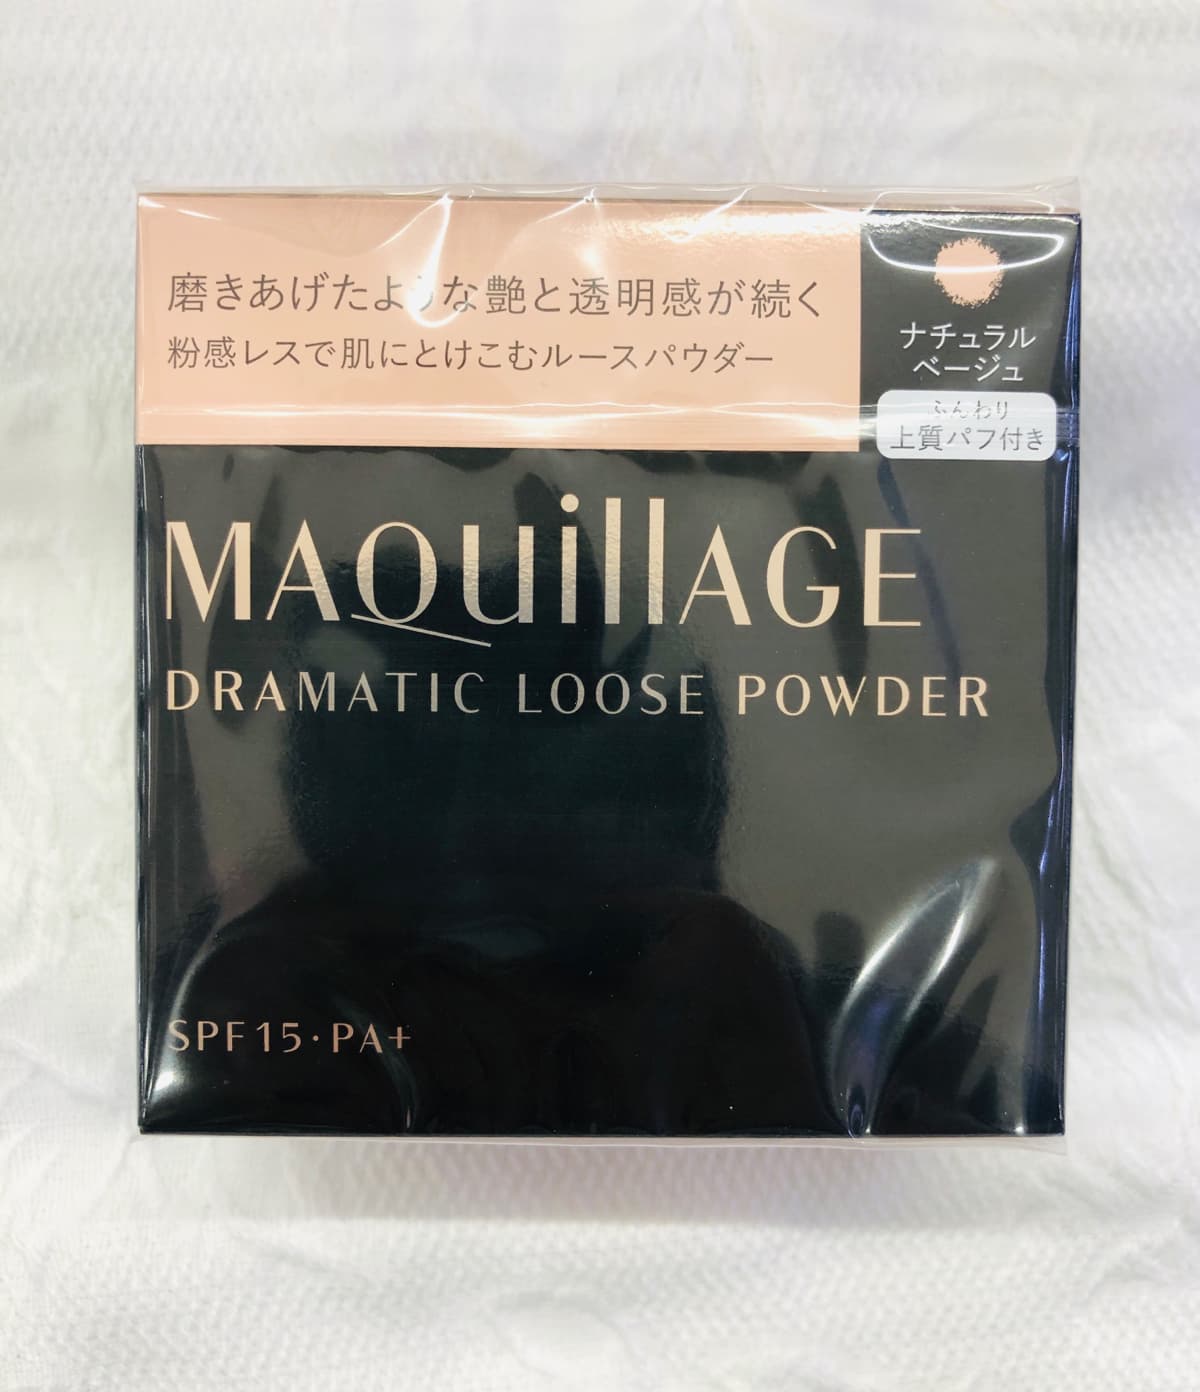 磨きあげたような艶と透明感が続く
粉感レスで肌にとけこむルースパウダー
ナチュラル
ベージュ
ふんわり
上質パフ付き
MAQuillAGE
DRAMATIC LOOSE POWDER
SPF15・PA+